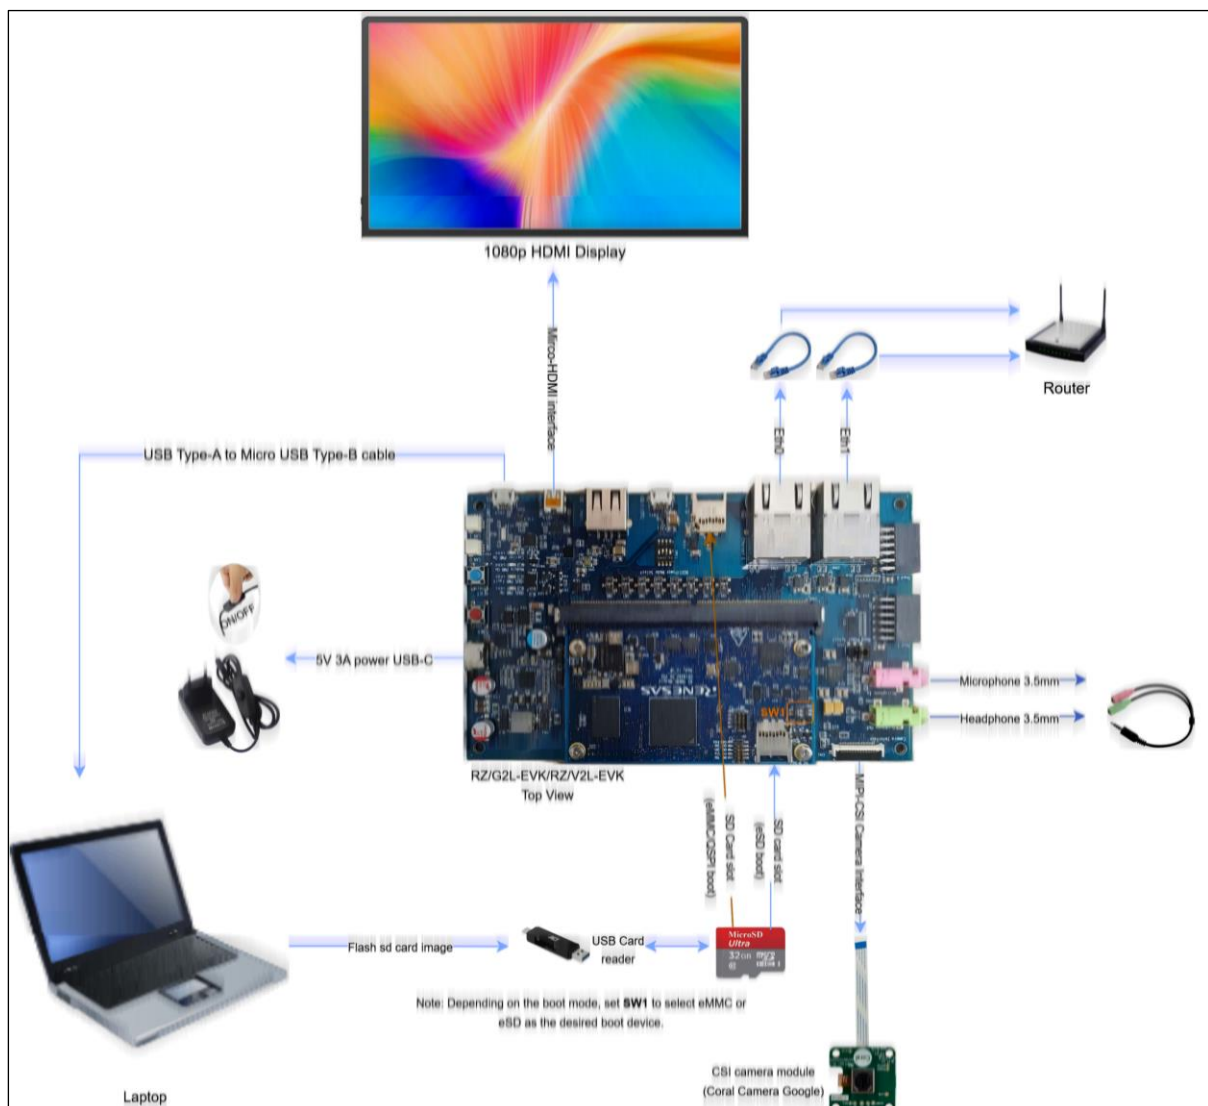 1080p HDMI Display
Mirco-HDMI interface
Router
Eth0
Eth1
USB Type-A to Micro USB Type-B cable
ON/OFF
5V 3A power USB-C
RENESAS
SW1
Microphone 3.5mm
Headphone 3.5mm
RZ/G2L-EVK/RZ/V2L-EVK
Top View
SD Card slot
(eMMC/QSPI boot)
SD card slot
(eSD boot)
MIPI-CSI Camera Interface
Flash sd card image
USB Card
reader
MicroSD
Ultra
32GB
Note: Depending on the boot mode, set SW1 to select eMMC or
eSD as the desired boot device.
CSI camera module
(Coral Camera Google)
Laptop